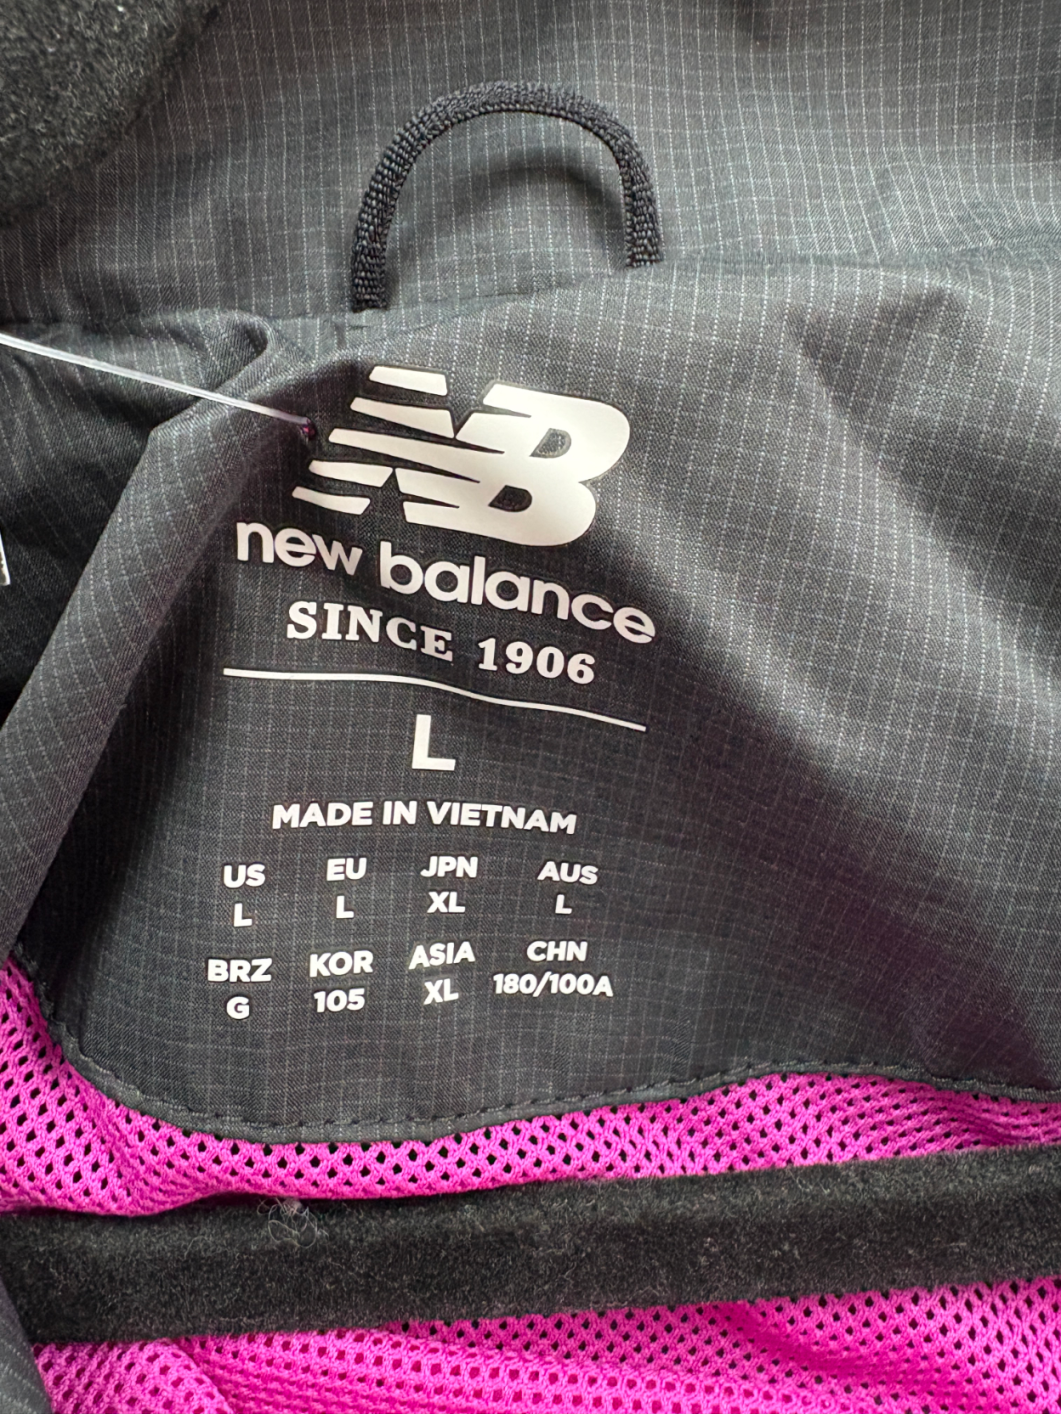 NB
new balance
SINCE 1906
L
MADE IN VIETNAM
US EU JPN AUS
L L XL L
BRZ KOR ASIA CHN
G 105 XL 180/100A